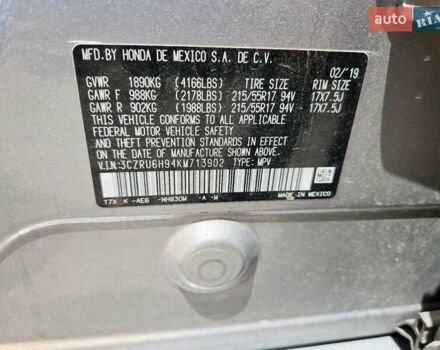 AUTO.RIA
MFD.BY HONDA DE MEXICO S.A. DE C.V.
02/'19
GVWR 1890KG (4166LBS) TIRE SIZE RIM SIZE
GAWR F 988KG (2178LBS) 215/55R17 94V 17X7.5J
GAWR R 902KG (1988LBS) 215/55R17 94V 17X7.5J
THIS VEHICLE CONFORMS TO ALL APPLICABLE
FEDERAL MOTOR VEHICLE SAFETY AND THEFT
PREVENTION STANDARDS IN EFFECT ON THE
DATE OF MANUFACTURE SHOWN ABOVE.
V.I.N.:3CZRU6H94KM713902 TYPE: MPV
T7X K -AE6 -NH830M -A -M
MADE IN MEXICO